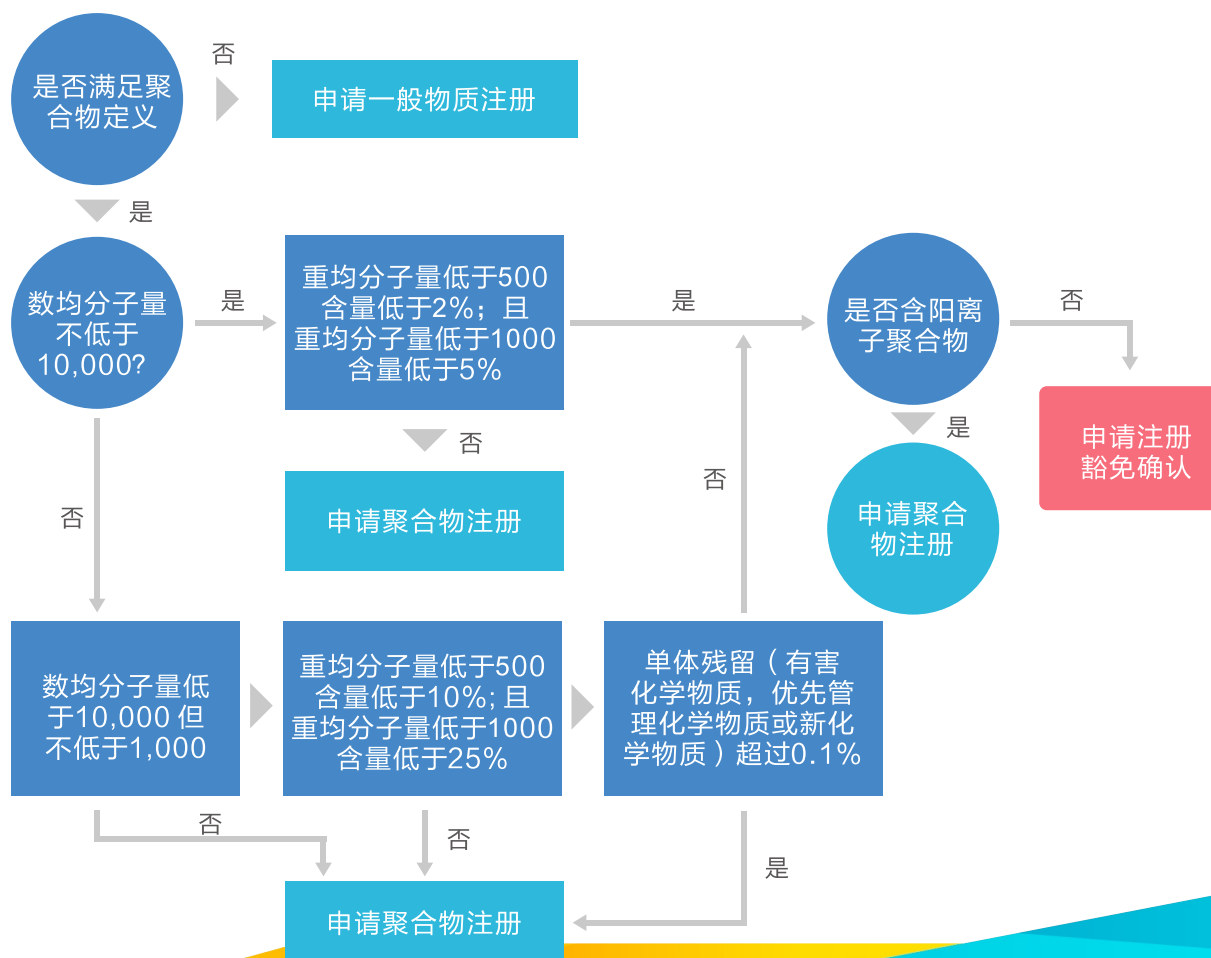 是否满足聚
合物定义
否
申请一般物质注册
是
数均分子量
不低于
10,000?
是
重均分子量低于500
含量低于2%；且
重均分子量低于1000
含量低于5%
是
是否含阳离
子聚合物
否
申请注册
豁免确认
否
申请聚合物注册
是
申请聚合
物注册
否
否
数均分子量低
于10,000 但
不低于1,000
重均分子量低于500
含量低于10%; 且
重均分子量低于1000
含量低于25%
单体残留（有害
化学物质，优先管
理化学物质或新化
学物质）超过0.1%
否
否
是
申请聚合物注册